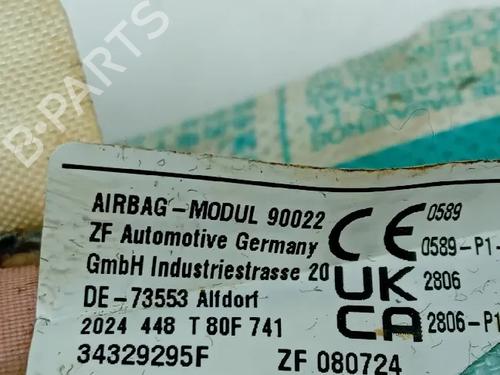 B-PARTS
AIRBAG-MODUL 90022
ZF Automotive Germany
GmbH Industriestrasse 20
DE-73553 Alfdorf
2024 448 T 80F 741
34329295F ZF 080724
CE 0589
0589-P1-
UK 2806
CA 2806-P1